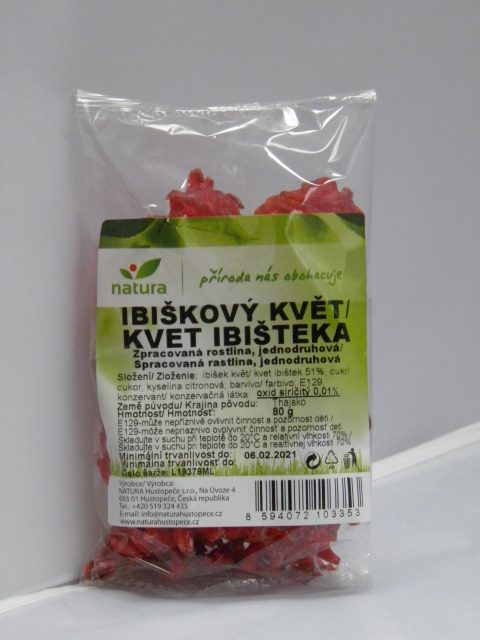 natura
příroda nás obohacuje
IBIŠKOVÝ KVĚT/
KVET IBIŠTEKA
Zpracovaná rostlina, jednodruhová/
Spracovaná rastlina, jednodruhová
Složení/ Zloženie: Ibišek květ/ kvet ibištek 51%, cukr/
cukor, kyselina citronová, barvivo/ farbivo: E129
konzervant/ konzervačná látka: oxid siřičitý 0,01%
Země původu/ Krajina pôvodu: Thajsko
Hmotnost/ Hmotnosť: 80 g
E129-může nepříznivě ovlivnit činnost a pozornost dětí /
E129-môže nepriaznivo ovplyvniť činnost a pozornosť detí
Skladujte v suchu při teplotě do 20°C a relativní vlhkosti 70% /
Skladujte v suchu pri teplote do 20°C a relatívnej vlhkosti 70%
Minimální trvanlivost do: 06.02.2021
Minimálna trvanlivosť do:
Číslo šarže: L19379ML
Výrobce/ Výrobca:
NATURA Hustopeče s.r.o., Na Úvoze 4
693 01 Hustopeče, Česká republika
Tel.: +420 519 324 435
E-mail: info@naturahustopece.cz
www.naturahustopece.cz
8 594072 103353